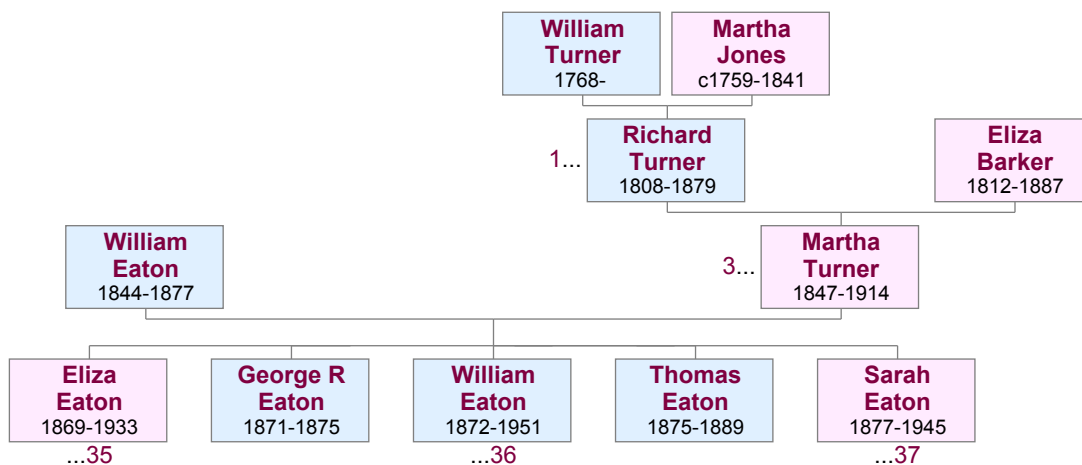 William
Turner
1768-
Martha
Jones
c1759-1841
1...
Richard
Turner
1808-1879
Eliza
Barker
1812-1887
William
Eaton
1844-1877
3...
Martha
Turner
1847-1914
Eliza
Eaton
1869-1933
George R
Eaton
1871-1875
William
Eaton
1872-1951
Thomas
Eaton
1875-1889
Sarah
Eaton
1877-1945
...35
...36
...37